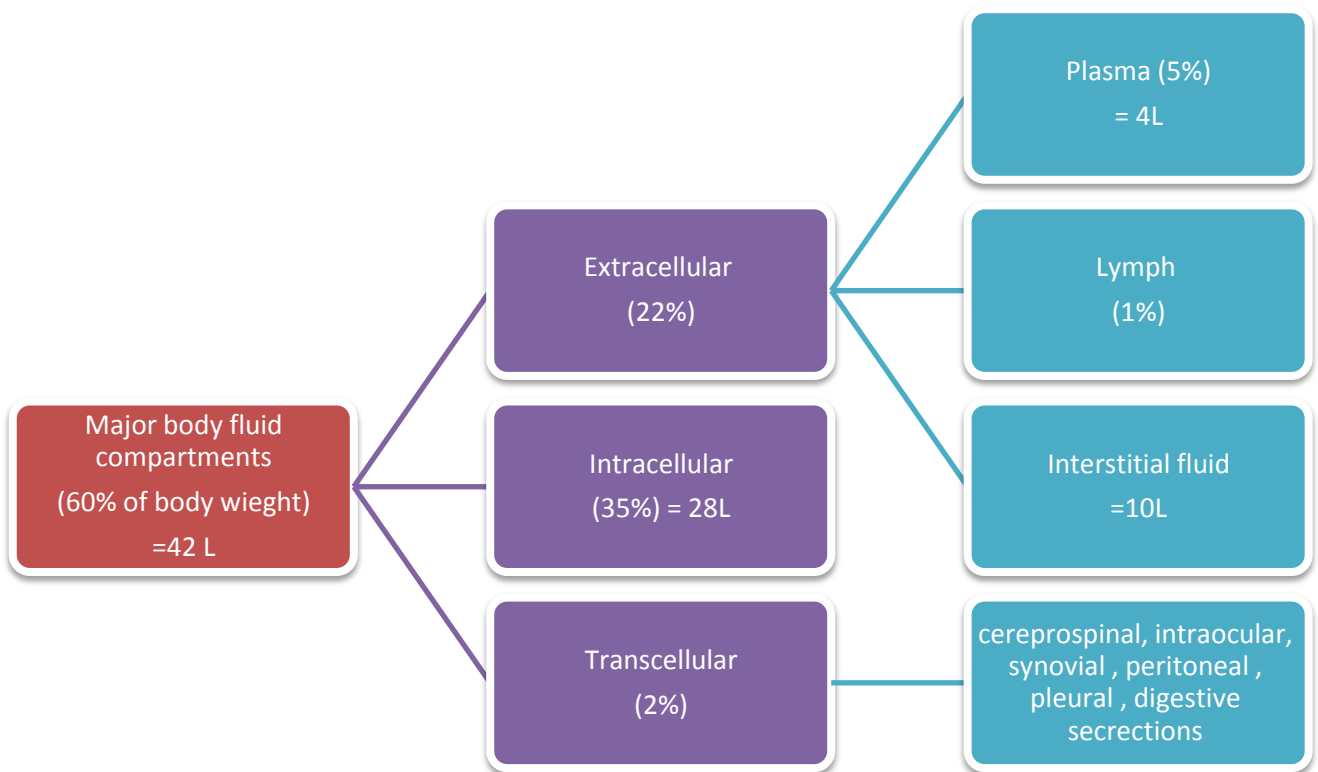 Major body fluid
compartments
(60% of body wieght)
=42 L
Extracellular
(22%)
Intracellular
(35%) = 28L
Transcellular
(2%)
Plasma (5%)
= 4L
Lymph
(1%)
Interstitial fluid
=10L
cereprospinal, intraocular,
synovial , peritoneal ,
pleural , digestive
secrections